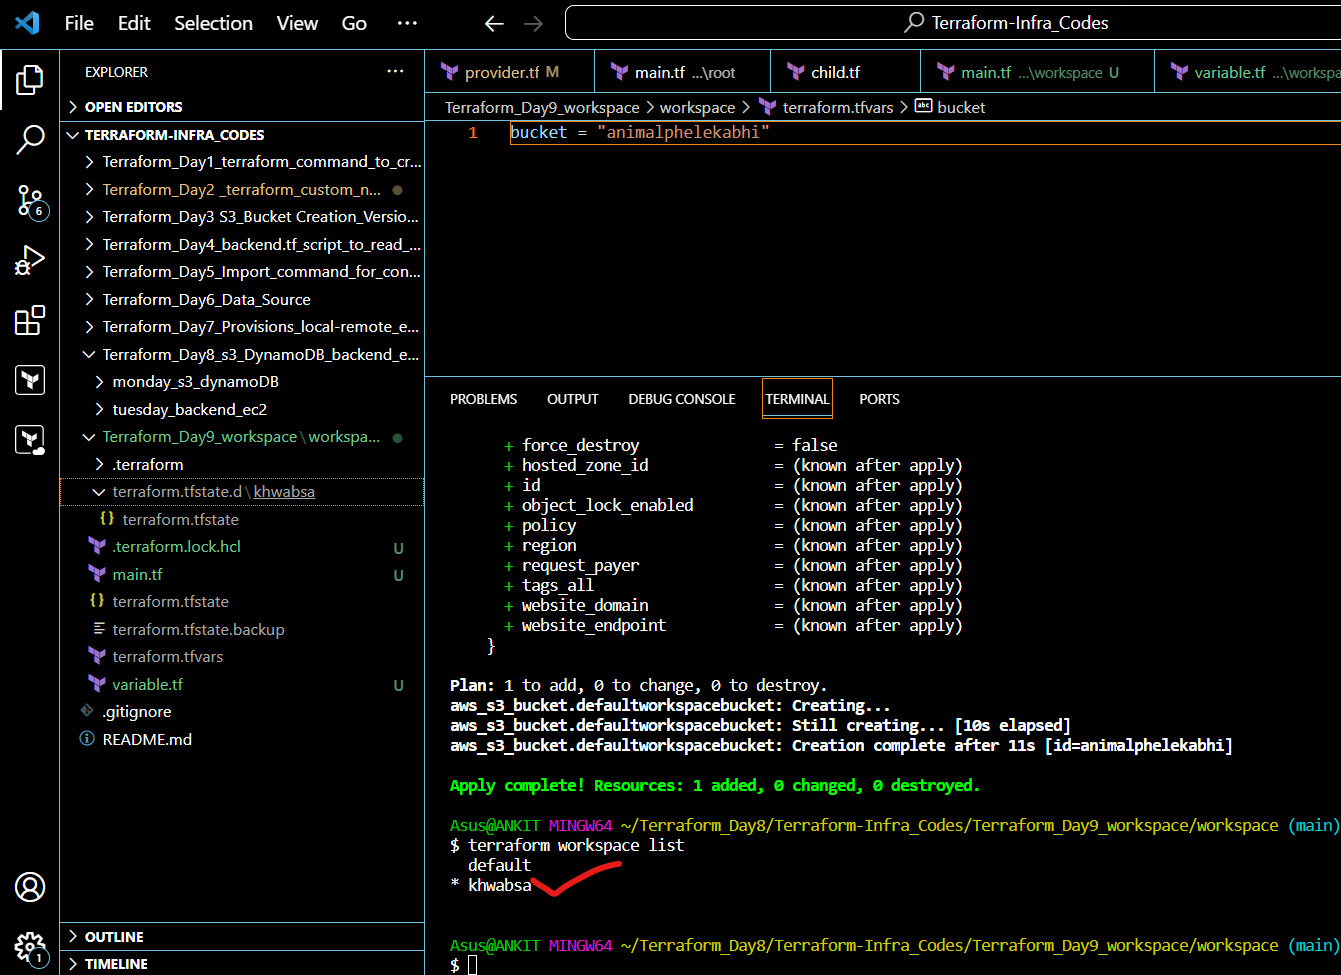 File Edit Selection View Go ···
Terraform-Infra_Codes
EXPLORER ···
OPEN EDITORS
TERRAFORM-INFRA_CODES
Terraform_Day1_terraform_command_to_cr...
Terraform_Day2 _terraform_custom_n...
Terraform_Day3 S3_Bucket Creation_Versio...
Terraform_Day4_backend.tf_script_to_read_...
Terraform_Day5_Import_command_for_con...
Terraform_Day6_Data_Source
Terraform_Day7_Provisions_local-remote_e...
Terraform_Day8_s3_DynamoDB_backend_e...
monday_s3_dynamoDB
tuesday_backend_ec2
Terraform_Day9_workspace\workspa...
.terraform
terraform.tfstate.d\khwabsa
{} terraform.tfstate
.terraform.lock.hcl U
main.tf U
{} terraform.tfstate
terraform.tfstate.backup
terraform.tfvars
variable.tf U
.gitignore
README.md
OUTLINE
TIMELINE
6
1
provider.tf M
main.tf ...\root
child.tf
main.tf ...\workspace U
variable.tf ...\workspa
Terraform_Day9_workspace > workspace > terraform.tfvars > abc bucket
1 bucket = "animalphelekabhi"
PROBLEMS OUTPUT DEBUG CONSOLE TERMINAL PORTS
+ force_destroy = false
+ hosted_zone_id = (known after apply)
+ id = (known after apply)
+ object_lock_enabled = (known after apply)
+ policy = (known after apply)
+ region = (known after apply)
+ request_payer = (known after apply)
+ tags_all = (known after apply)
+ website_domain = (known after apply)
+ website_endpoint = (known after apply)
}
Plan: 1 to add, 0 to change, 0 to destroy.
aws_s3_bucket.defaultworkspacebucket: Creating...
aws_s3_bucket.defaultworkspacebucket: Still creating... [10s elapsed]
aws_s3_bucket.defaultworkspacebucket: Creation complete after 11s [id=animalphelekabhi]
Apply complete! Resources: 1 added, 0 changed, 0 destroyed.
Asus@ANKIT MINGW64 ~/Terraform_Day8/Terraform-Infra_Codes/Terraform_Day9_workspace/workspace (main)
$ terraform workspace list
default
* khwabsa
Asus@ANKIT MINGW64 ~/Terraform_Day8/Terraform-Infra_Codes/Terraform_Day9_workspace/workspace (main)
$